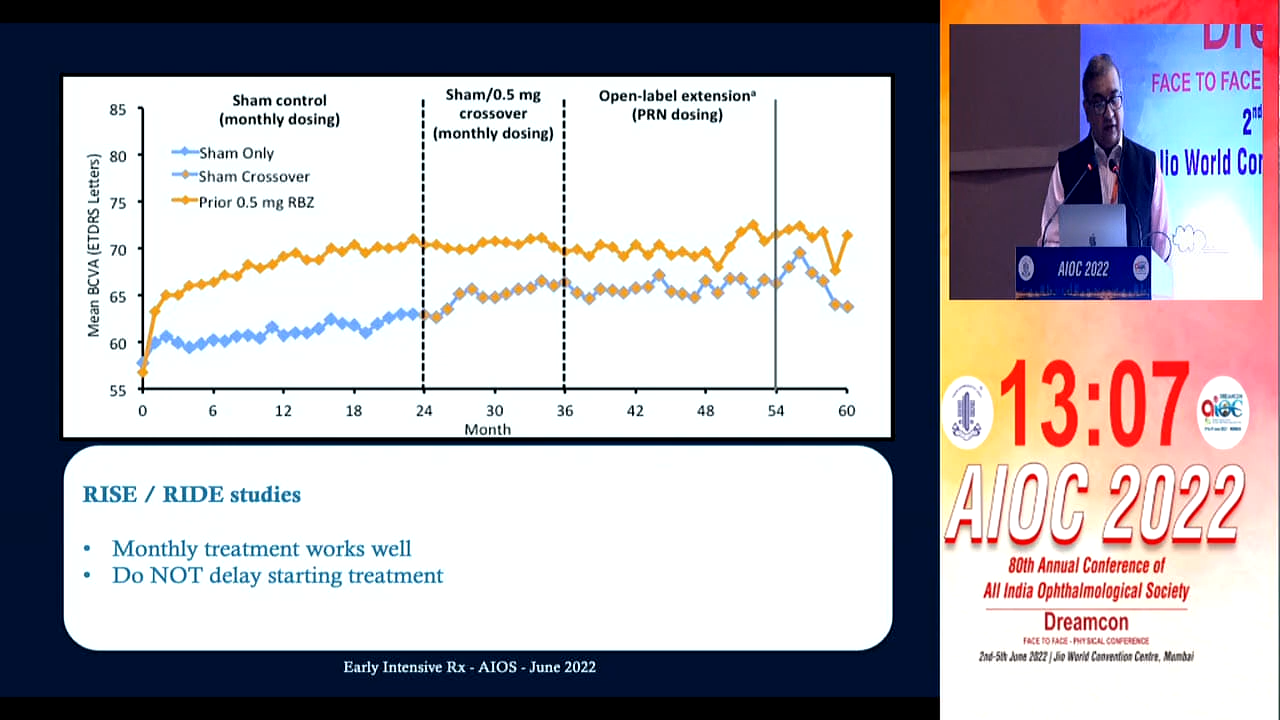 Sham control
(monthly dosing)
Sham/0.5 mg
crossover
(monthly dosing)
Open-label extensionᵃ
(PRN dosing)
Sham Only
Sham Crossover
Prior 0.5 mg RBZ
Mean BCVA (ETDRS Letters)
85
80
75
70
65
60
55
0 6 12 18 24 30 36 42 48 54 60
Month
RISE / RIDE studies
• Monthly treatment works well
• Do NOT delay starting treatment
Early Intensive Rx - AIOS - June 2022
FACE TO FACE
2nd
Jio World Con
AIOC 2022
13:07
AIOC 2022
80th Annual Conference of
All India Ophthalmological Society
Dreamcon
FACE TO FACE - PHYSICAL CONFERENCE
2nd-5th June 2022 | Jio World Convention Centre, Mumbai